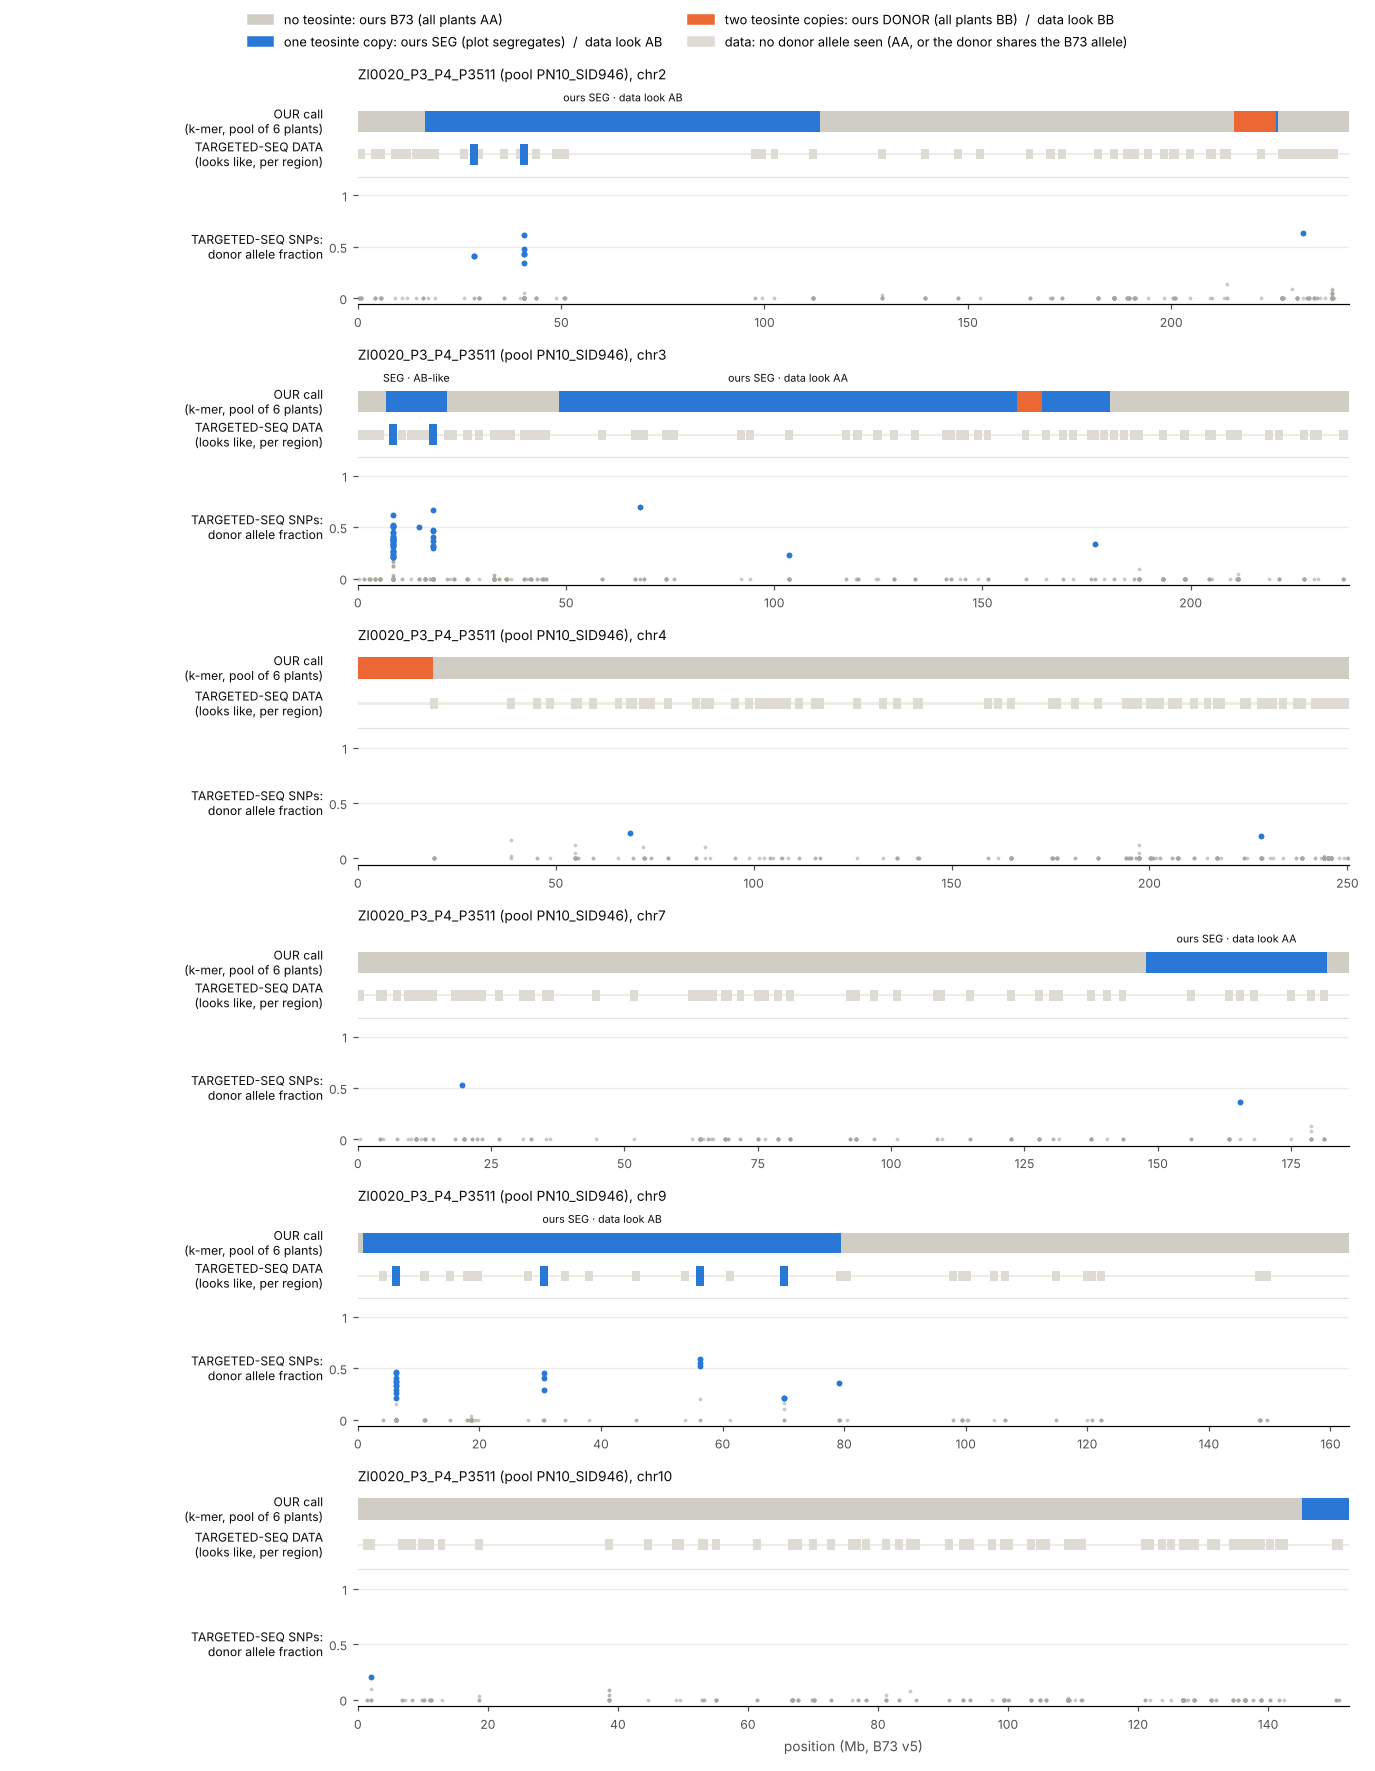 no teosinte: ours B73 (all plants AA)
two teosinte copies: ours DONOR (all plants BB) / data look BB
one teosinte copy: ours SEG (plot segregates) / data look AB
data: no donor allele seen (AA, or the donor shares the B73 allele)
ZI0020_P3_P4_P3511 (pool PN10_SID946), chr2
ours SEG · data look AB
OUR call
(k-mer, pool of 6 plants)
TARGETED-SEQ DATA
(looks like, per region)
1
TARGETED-SEQ SNPs:
donor allele fraction
0.5
0
0 50 100 150 200
ZI0020_P3_P4_P3511 (pool PN10_SID946), chr3
SEG · AB-like
ours SEG · data look AA
OUR call
(k-mer, pool of 6 plants)
TARGETED-SEQ DATA
(looks like, per region)
1
TARGETED-SEQ SNPs:
donor allele fraction
0.5
0
0 50 100 150 200
ZI0020_P3_P4_P3511 (pool PN10_SID946), chr4
OUR call
(k-mer, pool of 6 plants)
TARGETED-SEQ DATA
(looks like, per region)
1
TARGETED-SEQ SNPs:
donor allele fraction
0.5
0
0 50 100 150 200 250
ZI0020_P3_P4_P3511 (pool PN10_SID946), chr7
ours SEG · data look AA
OUR call
(k-mer, pool of 6 plants)
TARGETED-SEQ DATA
(looks like, per region)
1
TARGETED-SEQ SNPs:
donor allele fraction
0.5
0
0 25 50 75 100 125 150 175
ZI0020_P3_P4_P3511 (pool PN10_SID946), chr9
ours SEG · data look AB
OUR call
(k-mer, pool of 6 plants)
TARGETED-SEQ DATA
(looks like, per region)
1
TARGETED-SEQ SNPs:
donor allele fraction
0.5
0
0 20 40 60 80 100 120 140 160
ZI0020_P3_P4_P3511 (pool PN10_SID946), chr10
OUR call
(k-mer, pool of 6 plants)
TARGETED-SEQ DATA
(looks like, per region)
1
TARGETED-SEQ SNPs:
donor allele fraction
0.5
0
0 20 40 60 80 100 120 140
position (Mb, B73 v5)